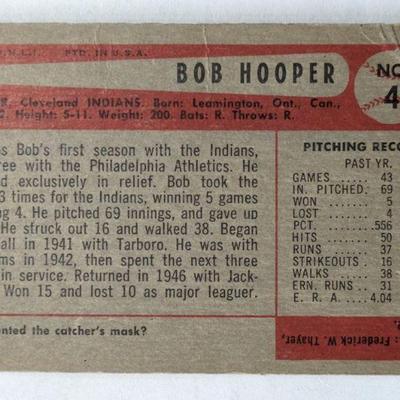 PTD. IN U.S.A.
BOB HOOPER
NO.
4
Cleveland INDIANS. Born: Leamington, Ont., Can.,
2, Height: 5-11. Weight: 200. Bats: R. Throws: R.
s Bob's first season with the Indians,
ree with the Philadelphia Athletics. He
d exclusively in relief. Bob took the
3 times for the Indians, winning 5 games
ng 4. He pitched 69 innings, and gave up
He struck out 16 and walked 38. Began
all in 1941 with Tarboro. He was with
ms in 1942, then spent the next three
in service. Returned in 1946 with Jack-
Won 15 and lost 10 as major leaguer.
PITCHING RECO
PAST YR.
GAMES 43
IN. PITCHED 69
WON 5
LOST 4
PCT. .556
HITS 50
RUNS 37
STRIKEOUTS 16
WALKS 38
ERN. RUNS 31
E. R. A. 4.04
nted the catcher's mask?
: Frederick W. Thayer,